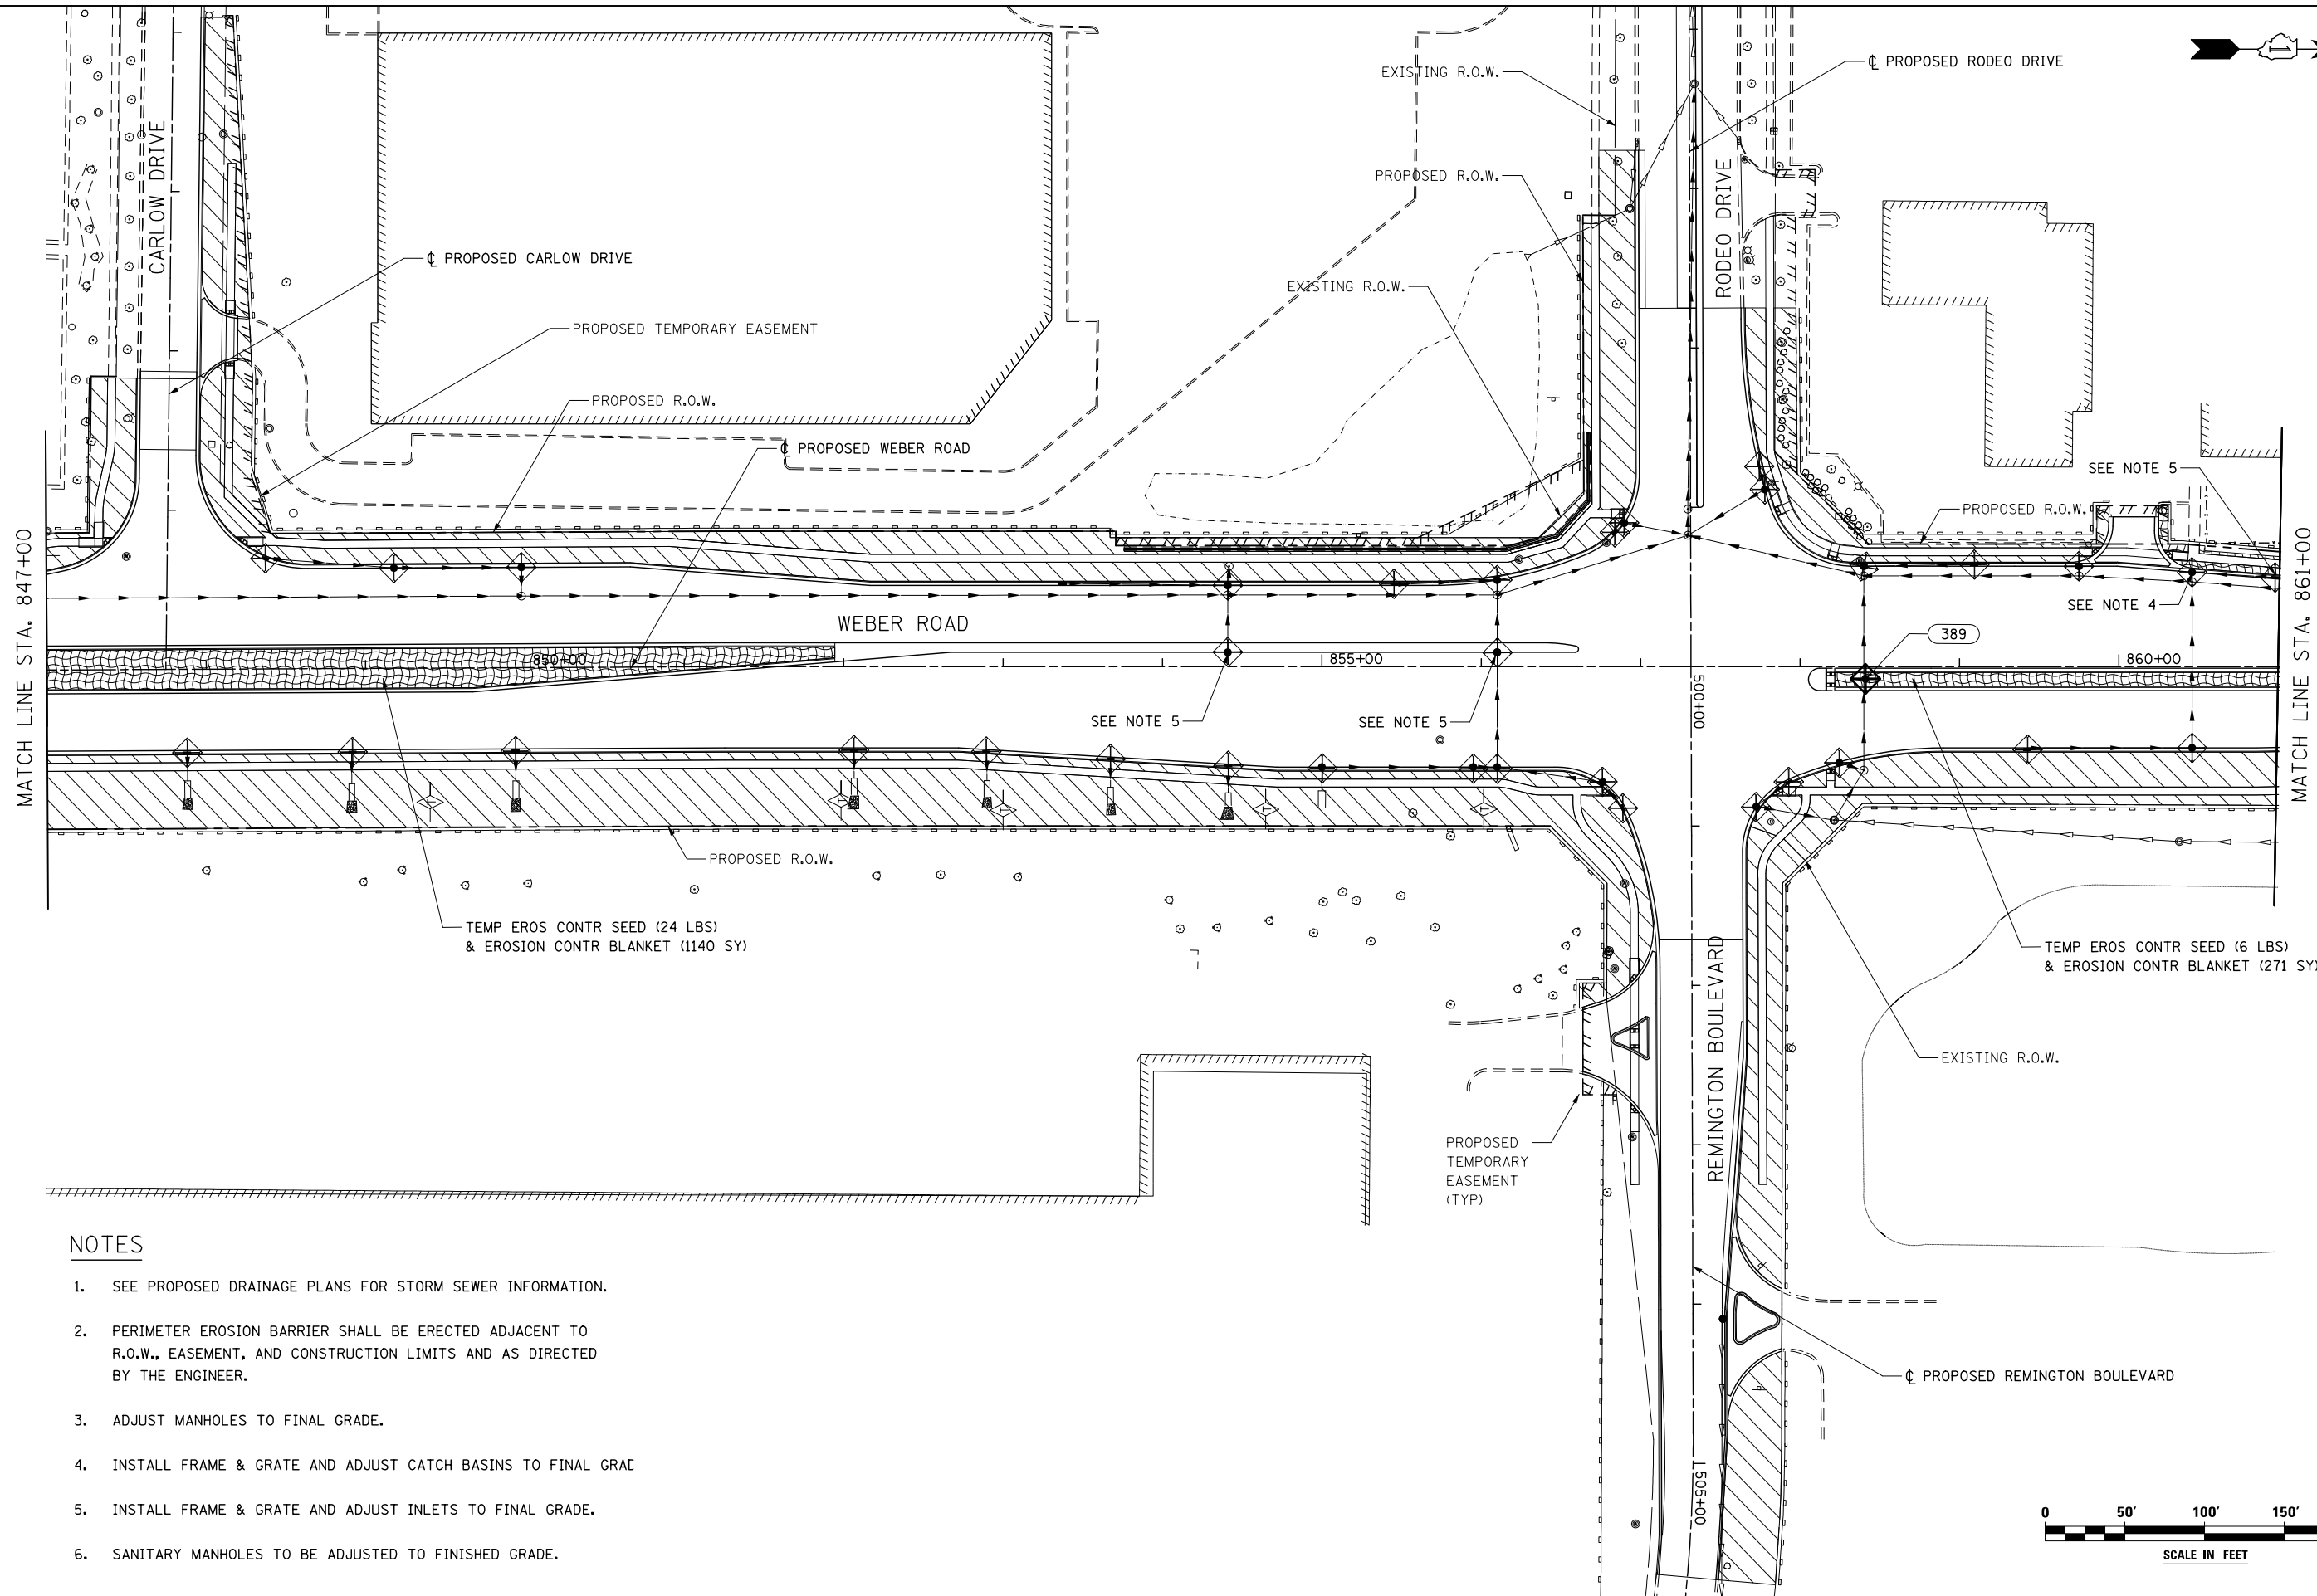 EXISTING R.O.W.
℄ PROPOSED RODEO DRIVE
CARLOW DRIVE
PROPOSED R.O.W.
RODEO DRIVE
℄ PROPOSED CARLOW DRIVE
EXISTING R.O.W.
PROPOSED TEMPORARY EASEMENT
PROPOSED R.O.W.
℄ PROPOSED WEBER ROAD
SEE NOTE 5
PROPOSED R.O.W.
MATCH LINE STA. 847+00
MATCH LINE STA. 861+00
SEE NOTE 4
WEBER ROAD
389
850+00
855+00
860+00
500+00
SEE NOTE 5
SEE NOTE 5
PROPOSED R.O.W.
TEMP EROS CONTR SEED (24 LBS)
& EROSION CONTR BLANKET (1140 SY)
TEMP EROS CONTR SEED (6 LBS)
& EROSION CONTR BLANKET (271 SY)
REMINGTON BOULEVARD
EXISTING R.O.W.
PROPOSED
TEMPORARY
EASEMENT
(TYP)
℄ PROPOSED REMINGTON BOULEVARD
505+00
NOTES
1. SEE PROPOSED DRAINAGE PLANS FOR STORM SEWER INFORMATION.
2. PERIMETER EROSION BARRIER SHALL BE ERECTED ADJACENT TO
R.O.W., EASEMENT, AND CONSTRUCTION LIMITS AND AS DIRECTED
BY THE ENGINEER.
3. ADJUST MANHOLES TO FINAL GRADE.
4. INSTALL FRAME & GRATE AND ADJUST CATCH BASINS TO FINAL GRAD
5. INSTALL FRAME & GRATE AND ADJUST INLETS TO FINAL GRADE.
6. SANITARY MANHOLES TO BE ADJUSTED TO FINISHED GRADE.
0 50' 100' 150'
SCALE IN FEET